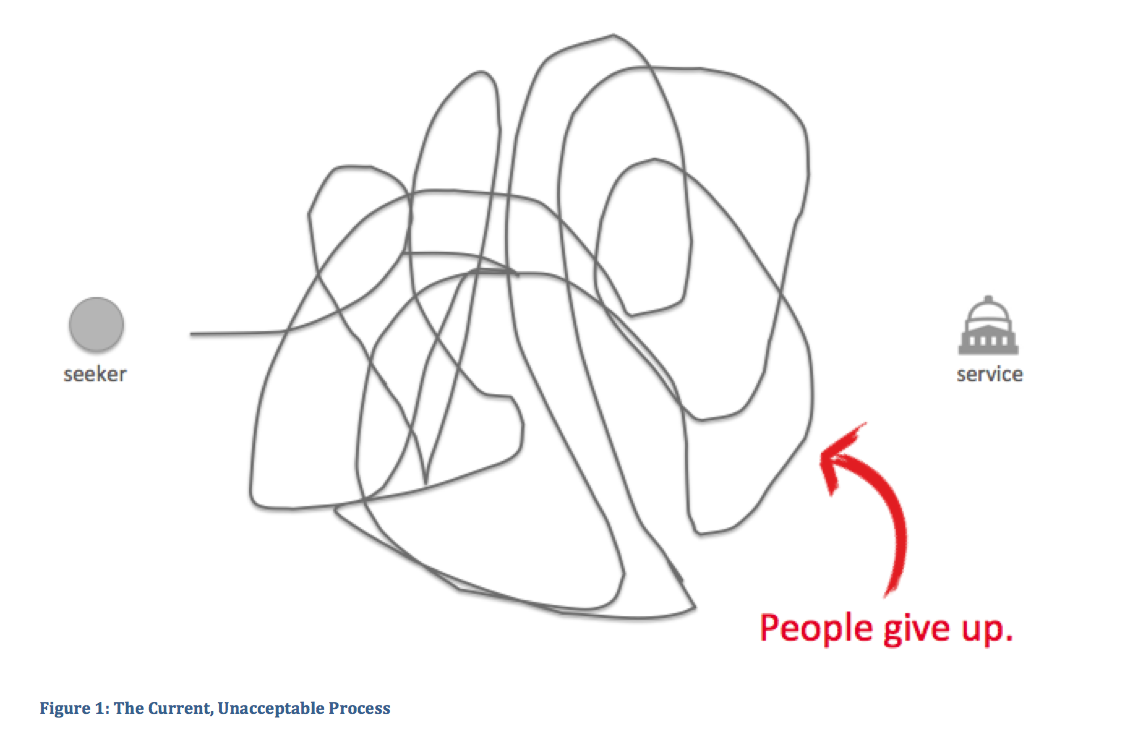 seeker
service
People give up.
Figure 1: The Current, Unacceptable Process